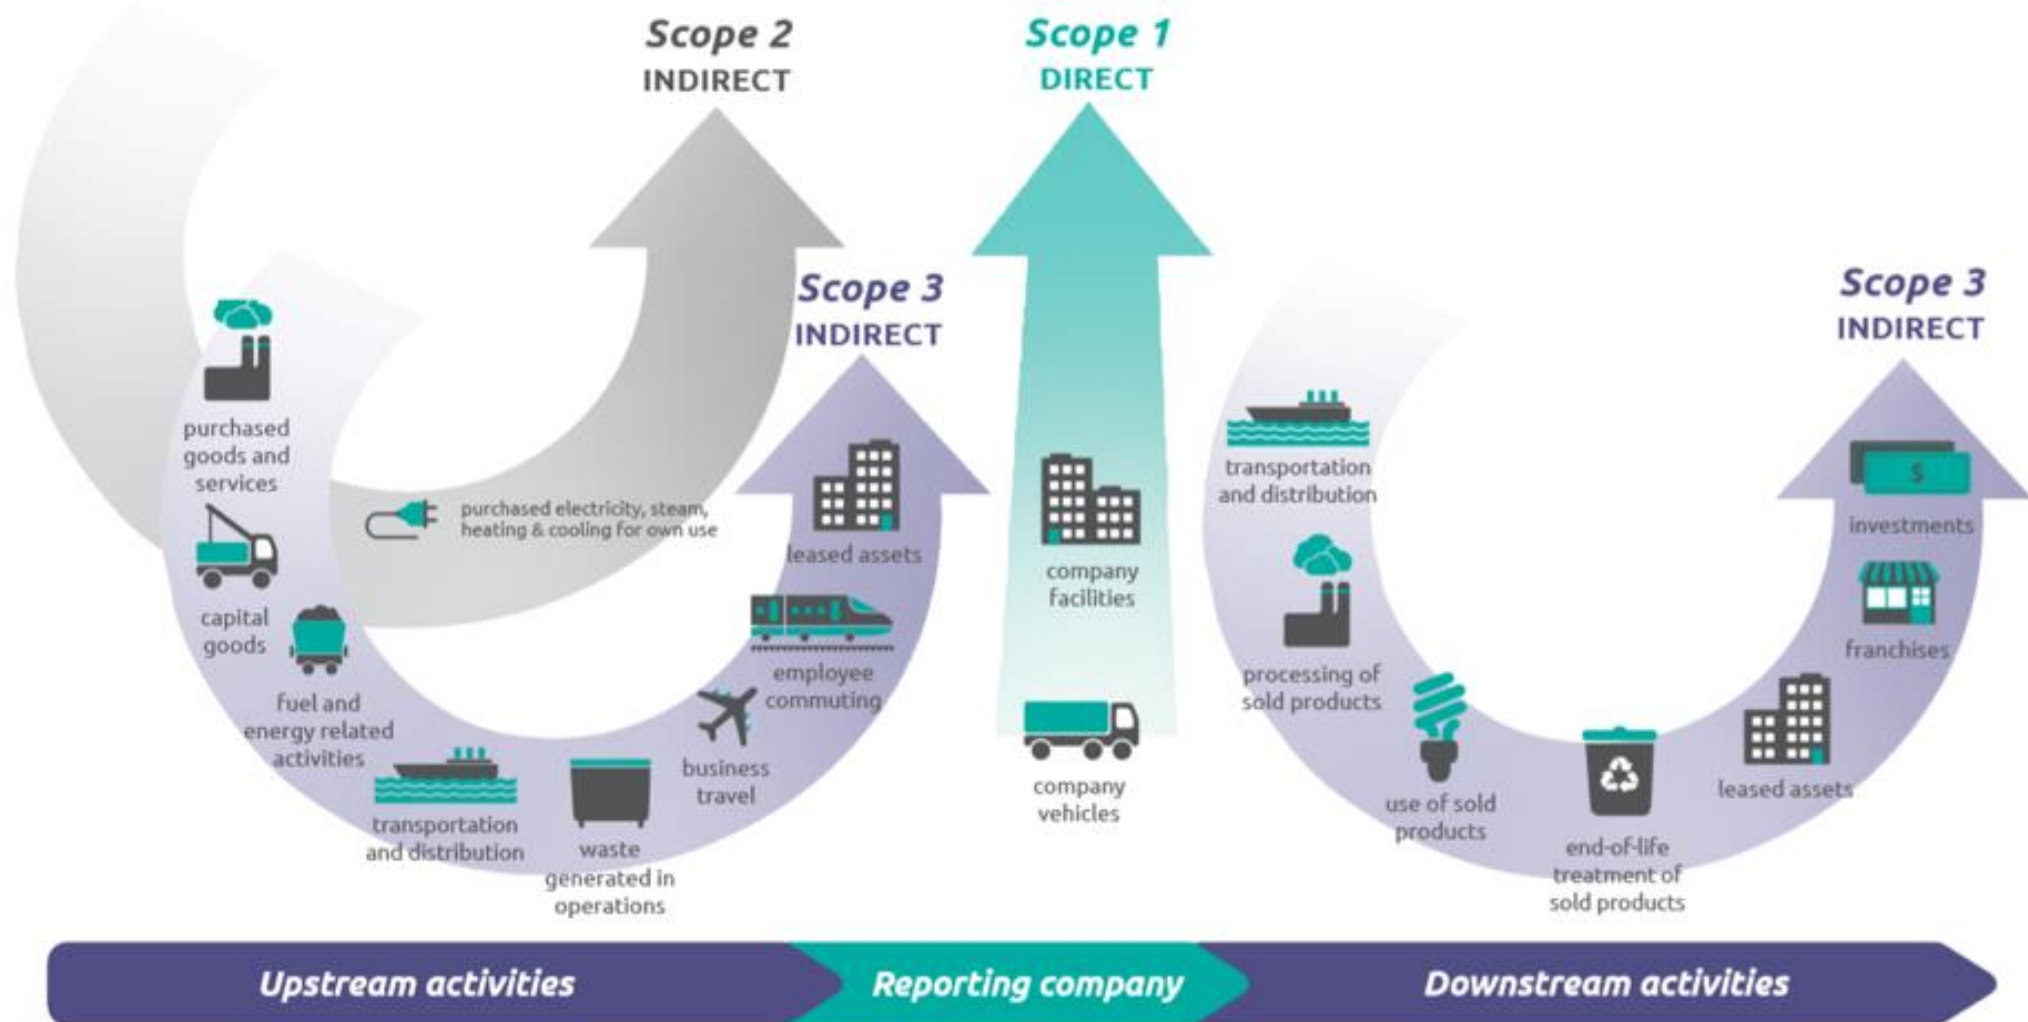 Scope 2
INDIRECT
Scope 1
DIRECT
Scope 3
INDIRECT
Scope 3
INDIRECT
purchased
goods and
services
capital
goods
fuel and
energy related
activities
transportation
and distribution
waste
generated in
operations
business
travel
employee
commuting
leased assets
purchased electricity, steam,
heating & cooling for own use
company
facilities
company
vehicles
transportation
and distribution
processing of
sold products
use of sold
products
end-of-life
treatment of
sold products
leased assets
franchises
investments
$
Upstream activities
Reporting company
Downstream activities